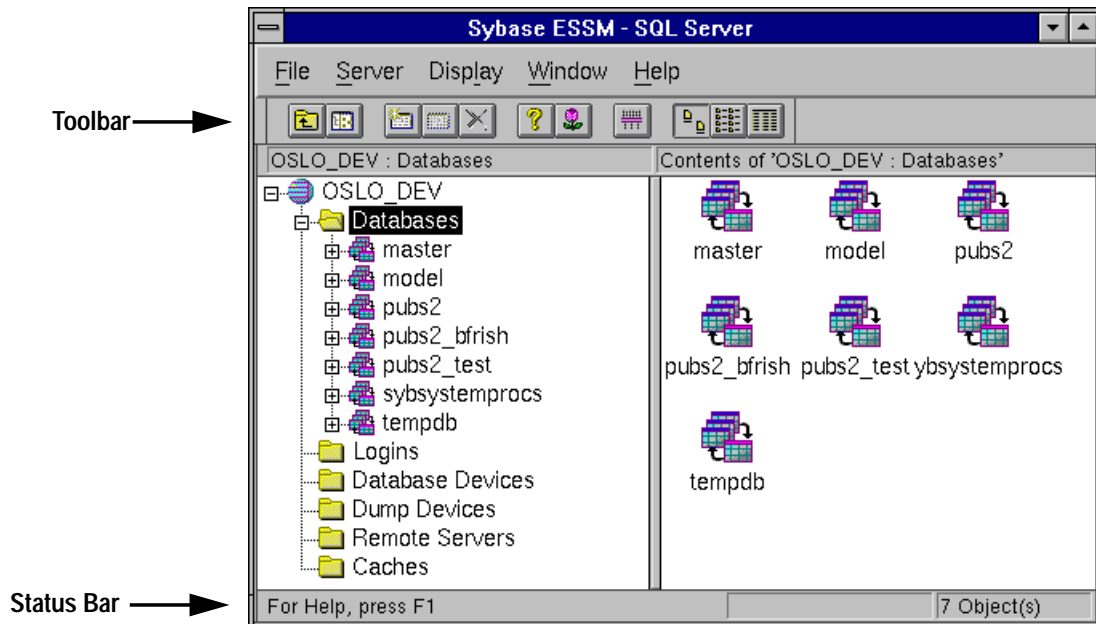 Sybase ESSM - SQL Server
File Server Display Window Help
Toolbar
OSLO_DEV : Databases
Contents of 'OSLO_DEV : Databases'
OSLO_DEV
Databases
master
model
pubs2
pubs2_bfrish
pubs2_test
sybsystemprocs
tempdb
Logins
Database Devices
Dump Devices
Remote Servers
Caches
master model pubs2
pubs2_bfrish pubs2_test ybsystemprocs
tempdb
Status Bar
For Help, press F1
7 Object(s)